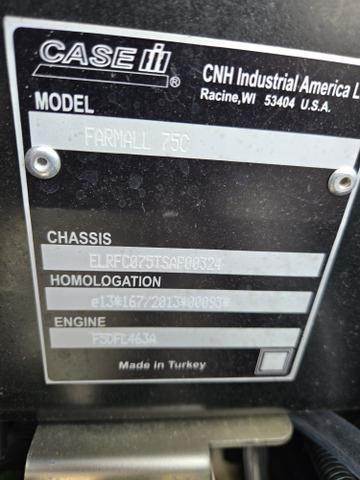 CASE IH ®
CNH Industrial America L
Racine,WI 53404 U.S.A.
MODEL
FARMALL 75C
CHASSIS
ELRFC075TSAF00324
HOMOLOGATION
e13*167/2013*00093*
ENGINE
F5DFL463A
Made in Turkey